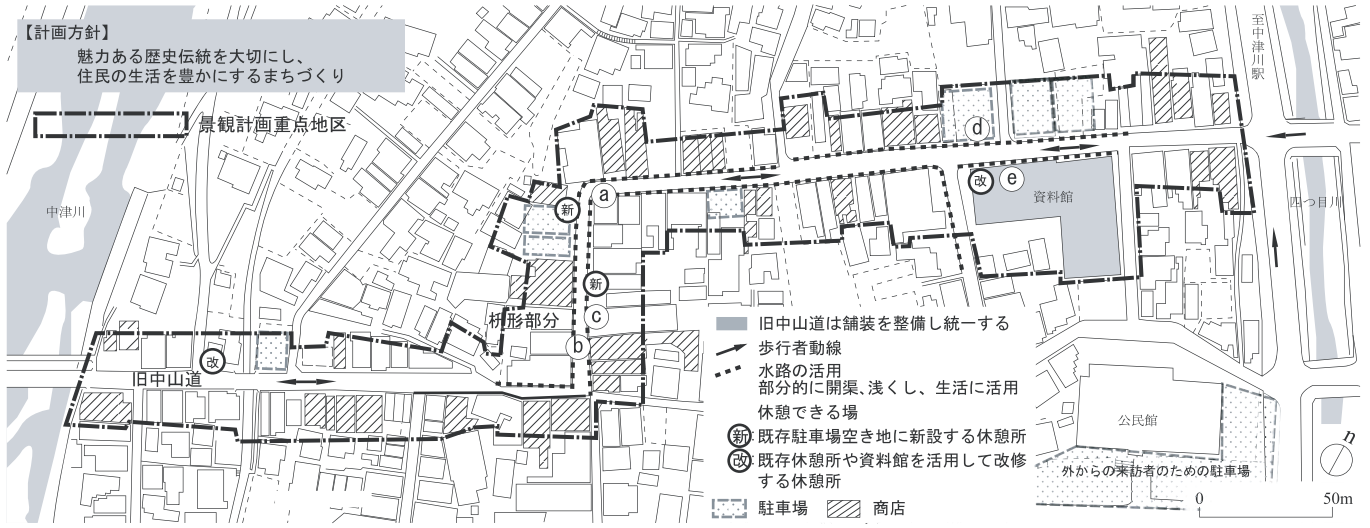 【計画方針】
魅力ある歴史伝統を大切にし、
住民の生活を豊かにするまちづくり
景観計画重点地区
中津川
至中津川駅
四つ目川
d
改
e
資料館
a
新
新
c
枡形部分
b
改
旧中山道
旧中山道は舗装を整備し統一する
歩行者動線
水路の活用
部分的に開渠、浅くし、生活に活用
休憩できる場
新:既存駐車場空き地に新設する休憩所
改:既存休憩所や資料館を活用して改修
する休憩所
駐車場 商店
公民館
外からの来訪者のための駐車場
n
0 50m